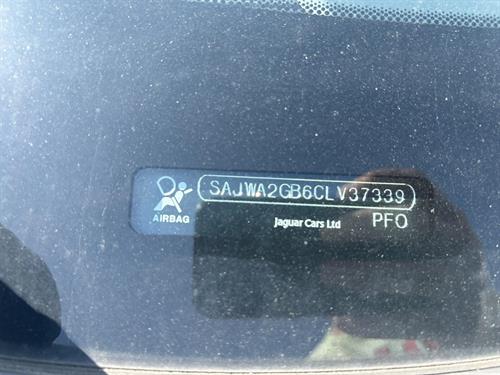 SAJWA2GB6CLV37339
AIRBAG
Jaguar Cars Ltd
PFO